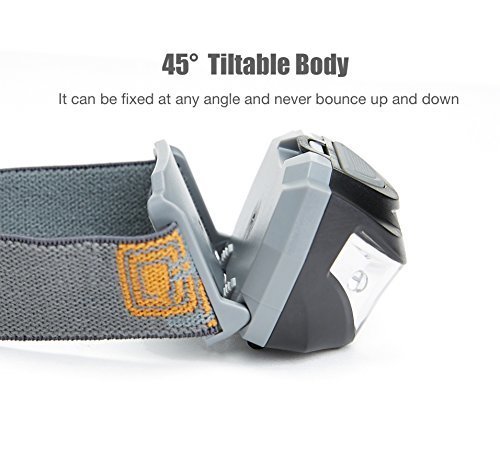 45° Tiltable Body
It can be fixed at any angle and never bounce up and down